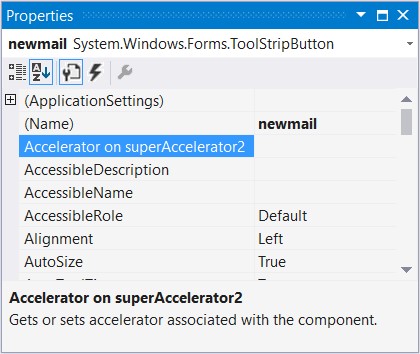 Properties
newmail System.Windows.Forms.ToolStripButton
(ApplicationSettings)
(Name) newmail
Accelerator on superAccelerator2
AccessibleDescription
AccessibleName
AccessibleRole Default
Alignment Left
AutoSize True
Accelerator on superAccelerator2
Gets or sets accelerator associated with the component.